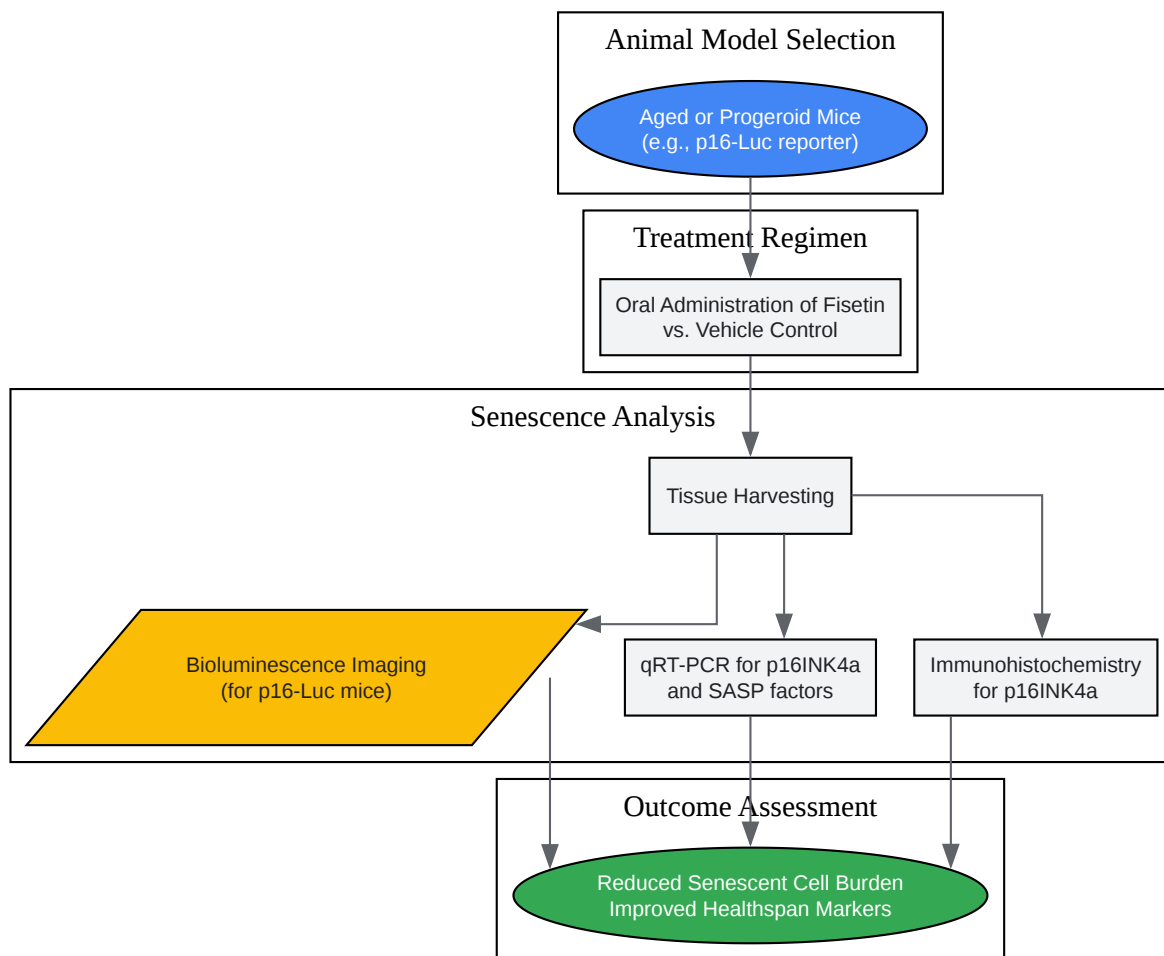 Animal Model Selection
Aged or Progeroid Mice
(e.g., p16-Luc reporter)
Treatment Regimen
Oral Administration of Fisetin
vs. Vehicle Control
Senescence Analysis
Tissue Harvesting
Bioluminescence Imaging
(for p16-Luc mice)
qRT-PCR for p16INK4a
and SASP factors
Immunohistochemistry
for p16INK4a
Outcome Assessment
Reduced Senescent Cell Burden
Improved Healthspan Markers